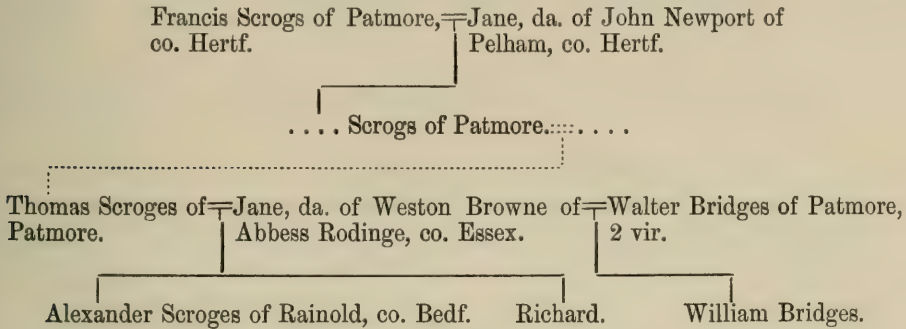 Francis Scrogs of Patmore, Jane, da. of John Newport of
co. Hertf. Pelham, co. Hertf.
.... Scrogs of Patmore. ....
Thomas Scroges of Jane, da. of Weston Browne of Walter Bridges of Patmore,
Patmore. Abbess Rodinge, co. Essex. 2 vir.
Alexander Scroges of Rainold, co. Bedf. Richard. William Bridges.